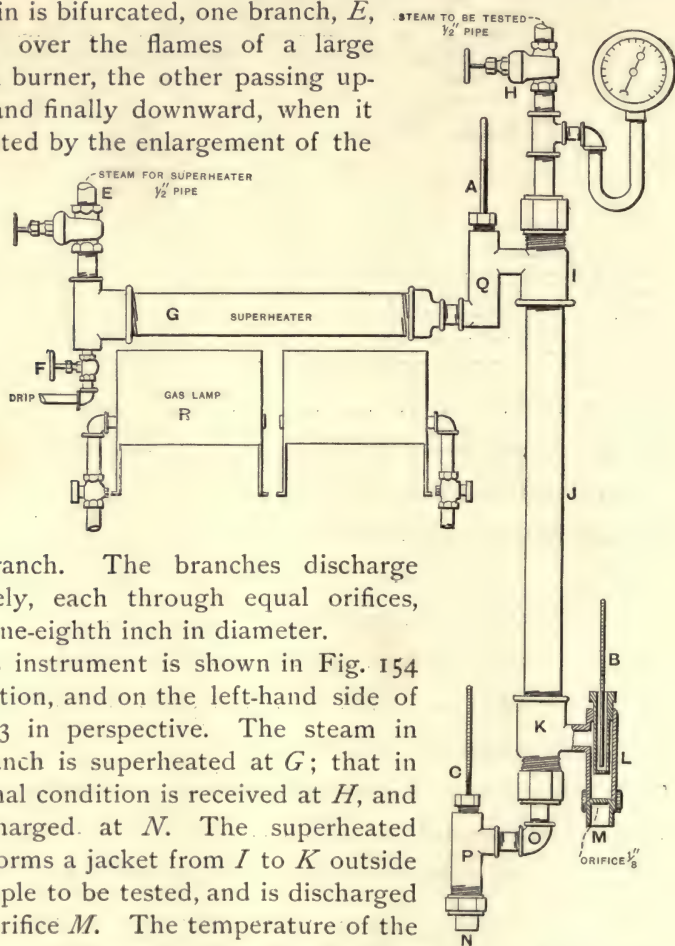 in is bifurcated, one branch, E,
over the flames of a large
burner, the other passing up-
and finally downward, when it
ted by the enlargement of the
STEAM TO BE TESTED
½" PIPE
H
A
STEAM FOR SUPERHEATER
E ½" PIPE
Q
I
G SUPERHEATER
F
DRIP
GAS LAMP
R
J
ranch. The branches discharge
ely, each through equal orifices,
ne-eighth inch in diameter.
instrument is shown in Fig. 154
tion, and on the left-hand side of
3 in perspective. The steam in
anch is superheated at G; that in
nal condition is received at H, and
harged. at N. The superheated
orms a jacket from I to K outside
ple to be tested, and is discharged
rifice M. The temperature of the
B
K
L
C
M
O
ORIFICE ⅛"
P
N